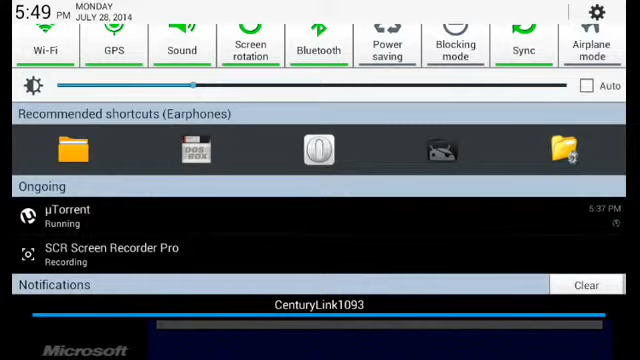 5:49 PM
MONDAY
JULY 28, 2014
Wi-Fi
GPS
Sound
Screen
rotation
Bluetooth
Power
saving
Blocking
mode
Sync
Airplane
mode
Auto
Recommended shortcuts (Earphones)
DOS
BOX
Ongoing
µTorrent
5:37 PM
Running
SCR Screen Recorder Pro
Recording
Notifications
Clear
CenturyLink1093
Microsoft